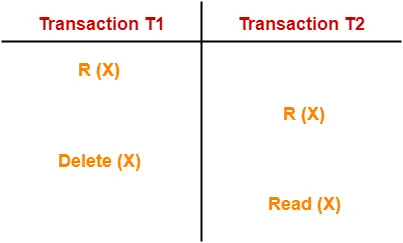 Transaction T1 Transaction T2
R (X)
R (X)
Delete (X)
Read (X)